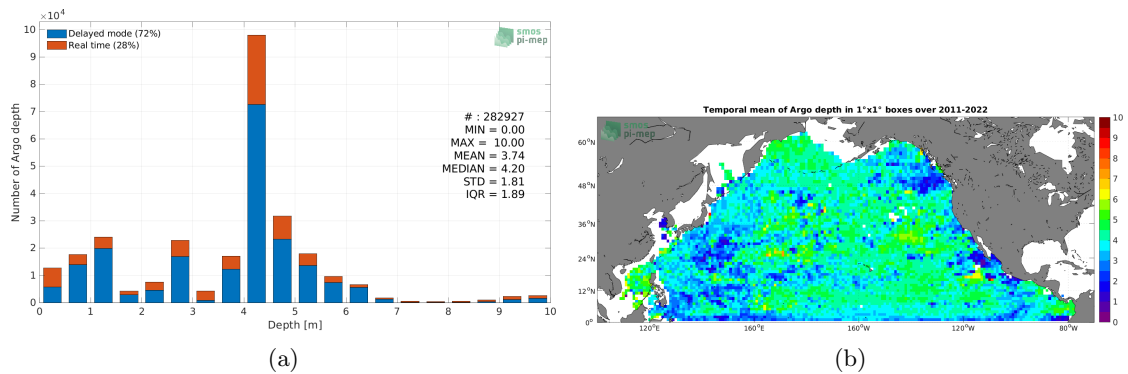 ×10⁴
10
9
8
7
6
5
4
3
2
1
0
Number of Argo depth
Delayed mode (72%)
Real time (28%)
smos
pi-mep
# : 282927
MIN = 0.00
MAX = 10.00
MEAN = 3.74
MEDIAN = 4.20
STD = 1.81
IQR = 1.89
0 1 2 3 4 5 6 7 8 9 10
Depth [m]
(a)
Temporal mean of Argo depth in 1°x1° boxes over 2011-2022
smos
pi-mep
60°N
48°N
36°N
24°N
12°N
0°
120°E 160°E 160°W 120°W 80°W
10
9
8
7
6
5
4
3
2
1
0
(b)